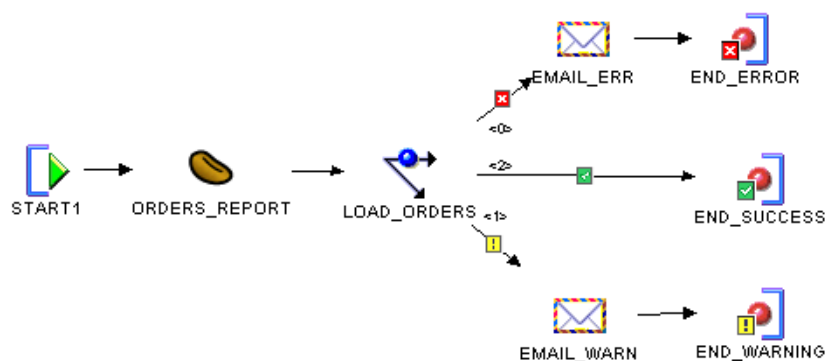 EMAIL_ERR
END_ERROR
<0>
<2>
START1
ORDERS_REPORT
LOAD_ORDERS
<1>
END_SUCCESS
EMAIL_WARN
END_WARNING